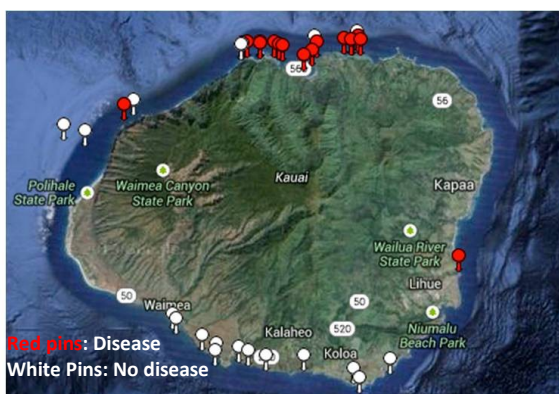 560
56
Kauai
Waimea Canyon
State Park
Polihale
State Park
Kapaa
Wailua River
State Park
Lihue
50
50
Waimea
Niumalu
Beach Park
Kalaheo
520
Koloa
Red pins: Disease
White Pins: No disease